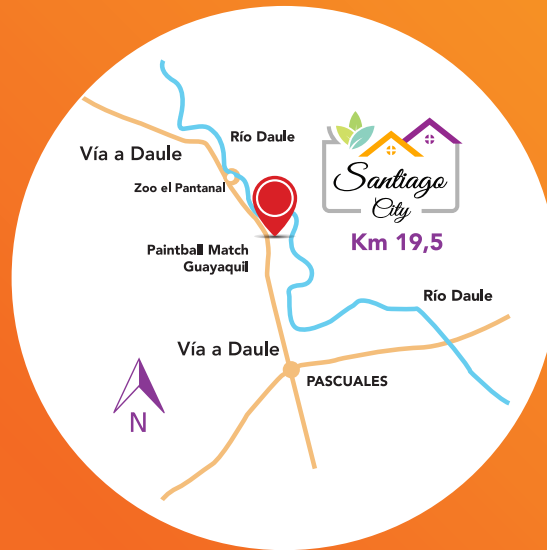 Río Daule
Vía a Daule
Zoo el Pantanal
Santiago
City
Km 19,5
Paintball Match
Guayaquil
Río Daule
Vía a Daule
PASCUALES
N